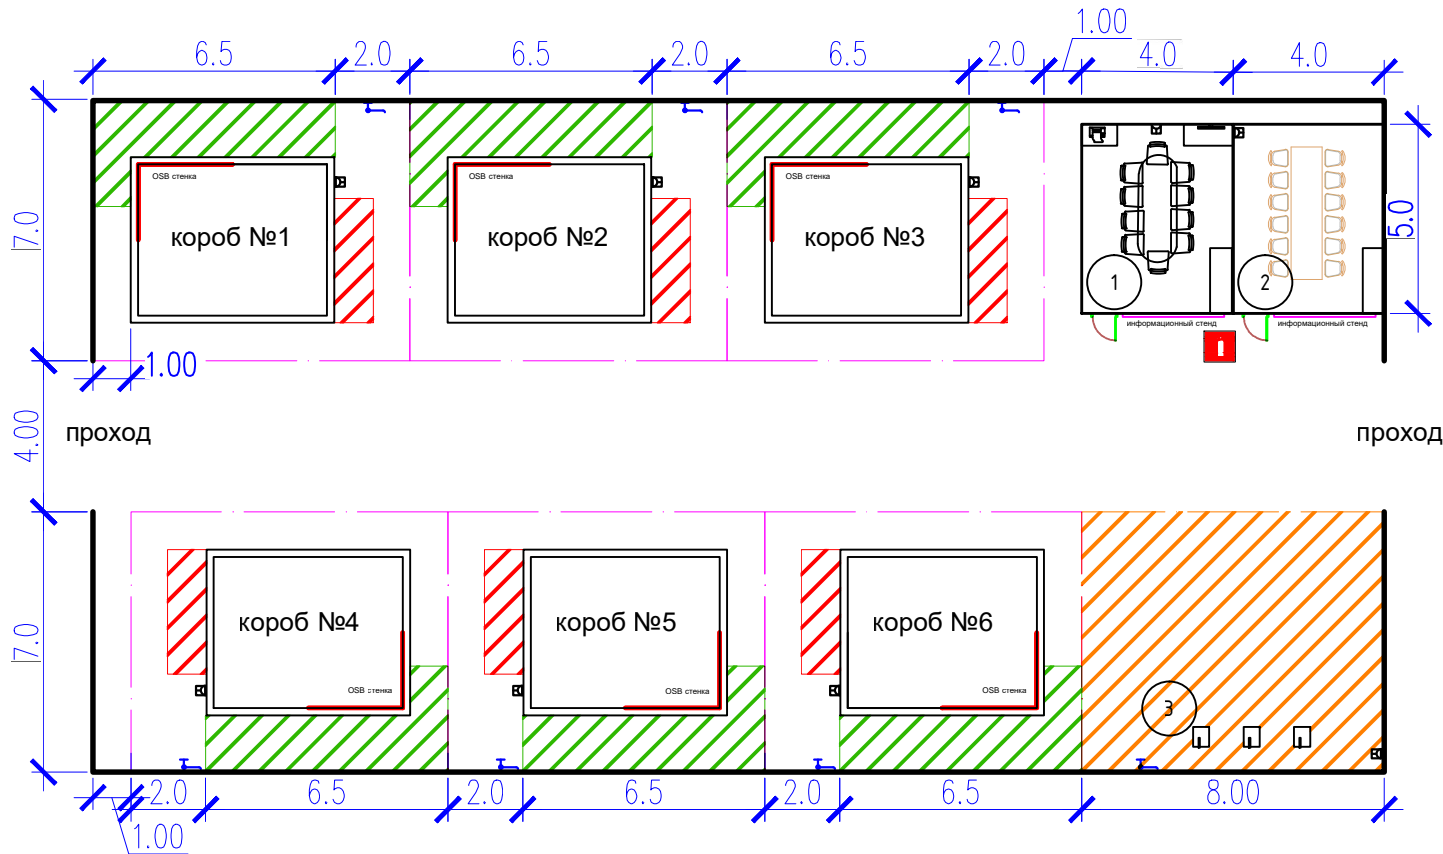 1.00
6.5
2.0
6.5
2.0
6.5
2.0
4.0
4.0
OSB стенка
OSB стенка
OSB стенка
7.0
короб №1
короб №2
короб №3
5.0
1
2
информационный стенд
информационный стенд
1.00
4.00
проход
проход
7.0
короб №4
короб №5
короб №6
OSB стенка
OSB стенка
OSB стенка
3
2.0
6.5
2.0
6.5
2.0
6.5
8.00
1.00